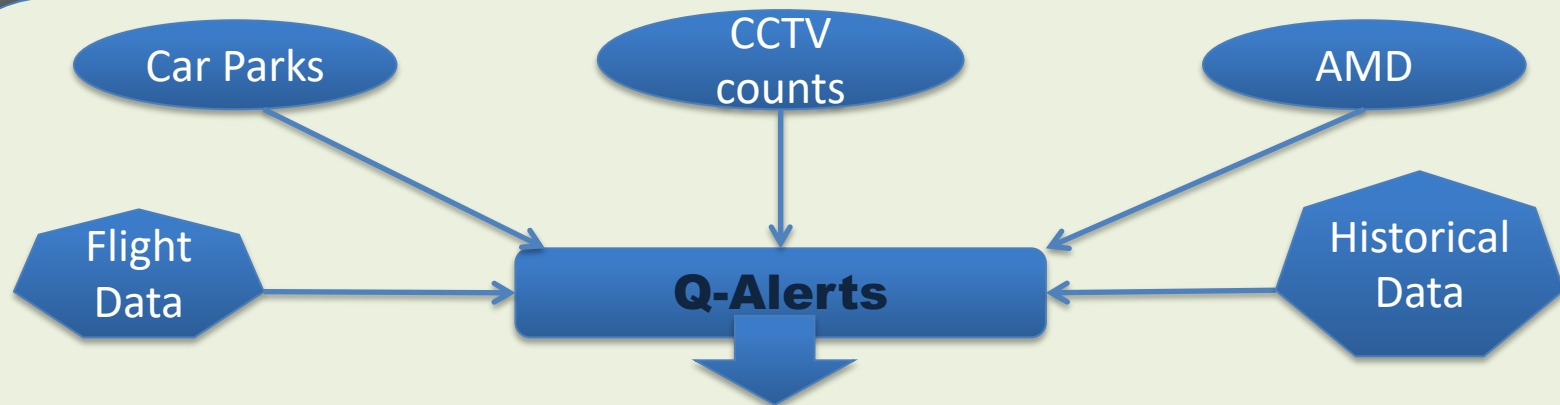 Car Parks
CCTV
counts
AMD
Flight
Data
Q-Alerts
Historical
Data